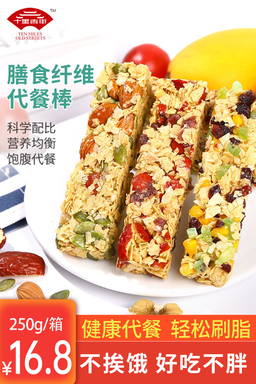 十里老街
TEN MILES
OLD STREETS
TM
膳食纤维
代餐棒
科学配比
营养均衡
饱腹代餐
250g/箱
¥16.8
健康代餐 轻松刷脂
不挨饿 好吃不胖